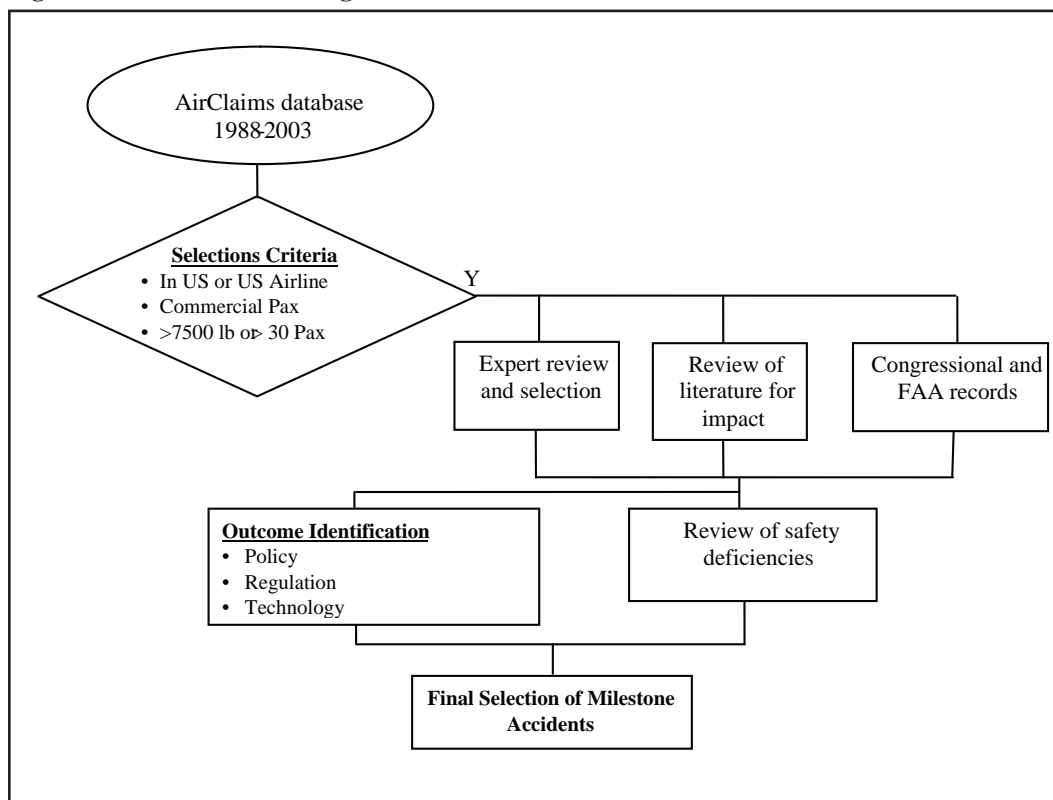 AirClaims database
1988-2003
Selections Criteria
• In US or US Airline
• Commercial Pax
• >7500 lb or> 30 Pax
Y
Expert review
and selection
Review of
literature for
impact
Congressional and
FAA records
Outcome Identification
• Policy
• Regulation
• Technology
Review of safety
deficiencies
Final Selection of Milestone
Accidents